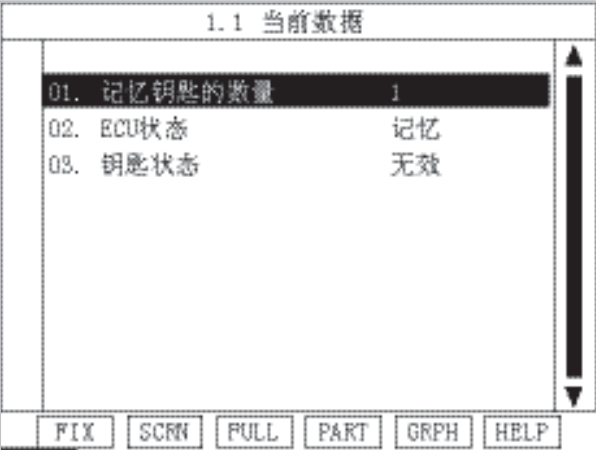 1.1 当前数据
01. 记忆钥匙的数量 1
02. ECU状态 记忆
03. 钥匙状态 无效
FIX SCRN FULL PART GRPH HELP